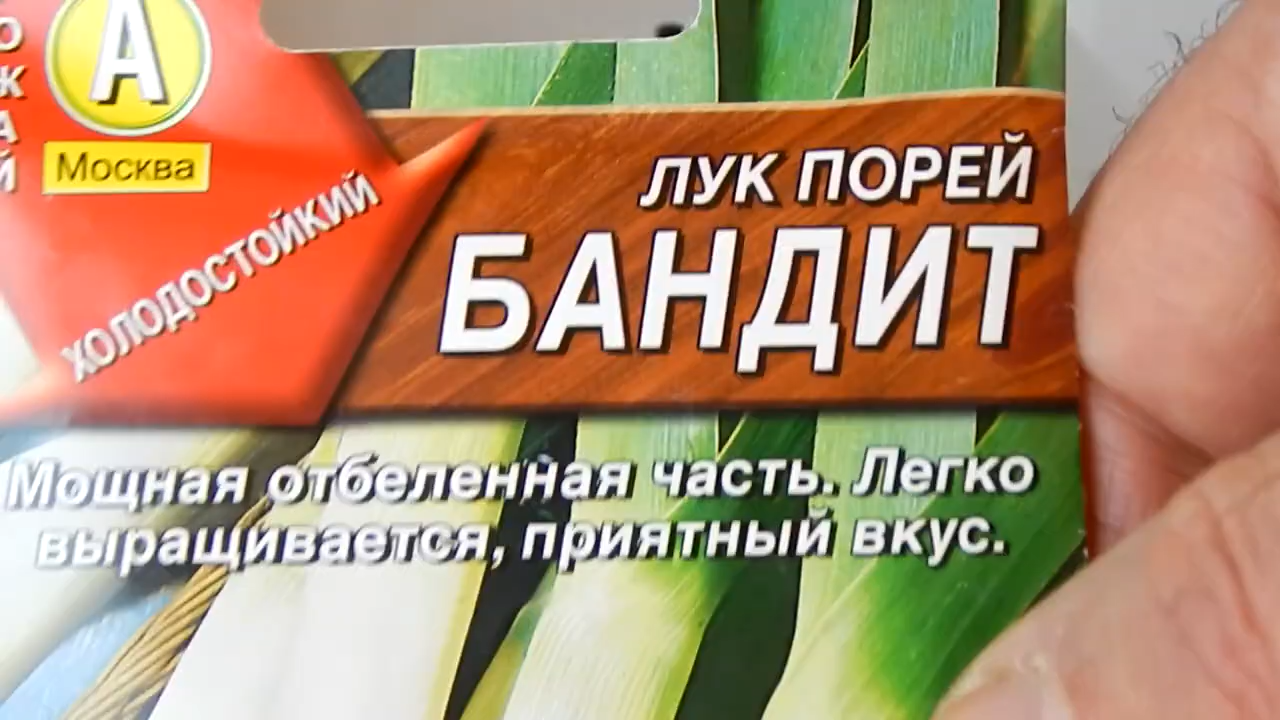 А
Москва
ХОЛОДОСТОЙКИЙ
ЛУК ПОРЕЙ
БАНДИТ
Мощная отбеленная часть. Легко
выращивается, приятный вкус.